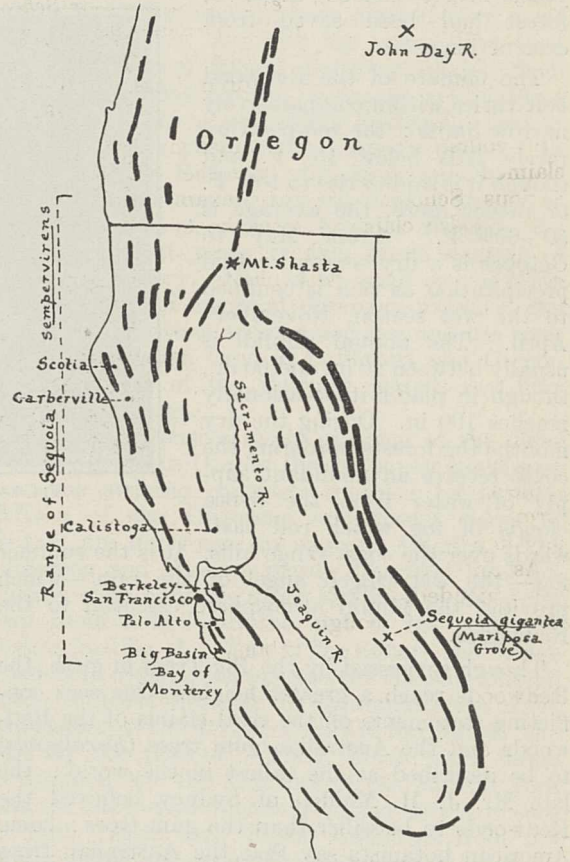 John Day R.
Oregon
Mt. Shasta
Range of Sequoia Sempervirens
Scotia
Garberville
Sacramento R.
Calistoga
Berkeley
San Francisco
Palo Alto
Big Basin
Bay of
Monterey
Joaquin R.
Sequoia gigantea
(Mariposa
Grove)